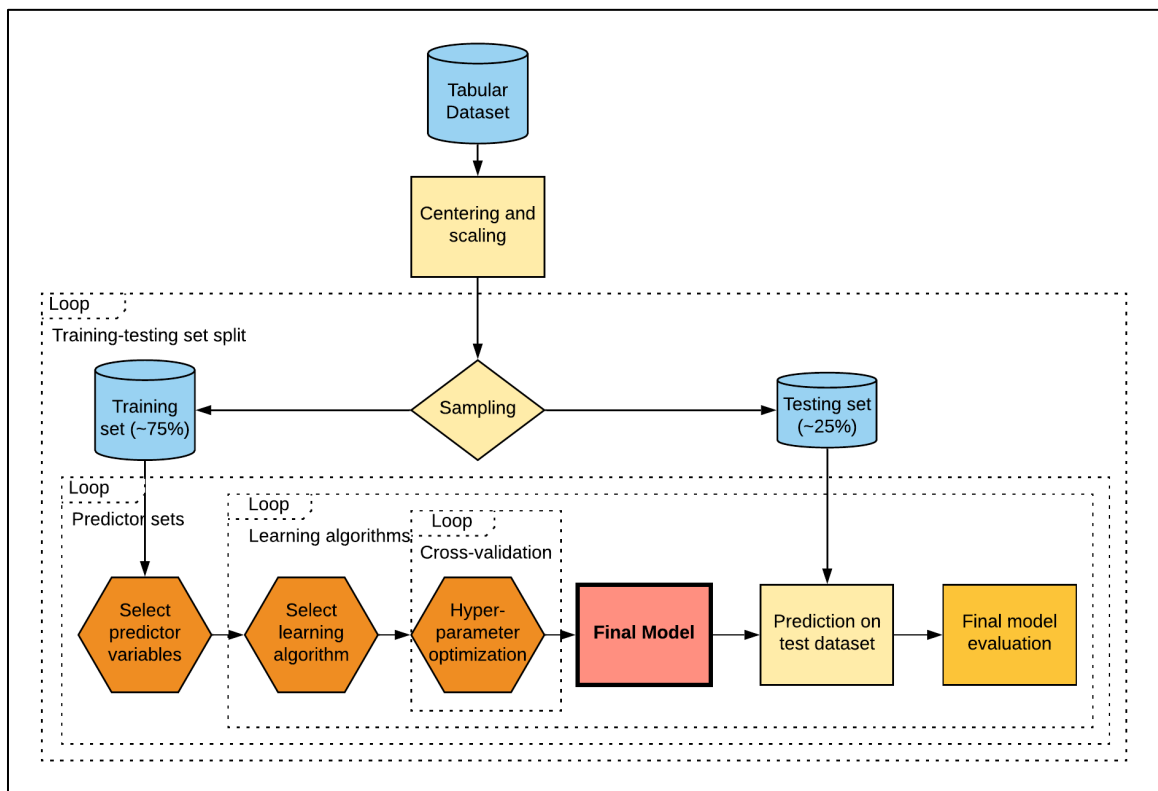 Tabular
Dataset
Centering and
scaling
Loop
Training-testing set split
Training
set (~75%)
Sampling
Testing set
(~25%)
Loop
Predictor sets
Loop
Learning algorithms
Loop
Cross-validation
Select
predictor
variables
Select
learning
algorithm
Hyper-
parameter
optimization
Final Model
Prediction on
test dataset
Final model
evaluation